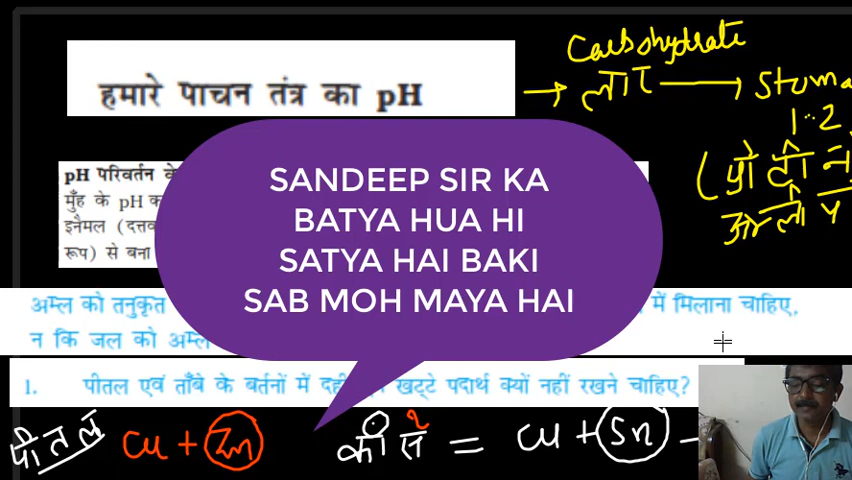 Carbohydrate
हमारे पाचन तंत्र का pH
→ लार → Stoma
1··2
pH परिवर्तन के
मुँह के pH क
इनैमल (दत्तव
रूप) से बना
SANDEEP SIR KA
BATYA HUA HI
SATYA HAI BAKI
SAB MOH MAYA HAI
अम्ल को तनुकृत में मिलाना चाहिए,
न कि जल को अम्ल
1. पीतल एवं ताँबे के बर्तनों में दही खट्टे पदार्थ क्यों नहीं रखने चाहिए?
पीतल Cu + Zn काँस = Cu + Sn